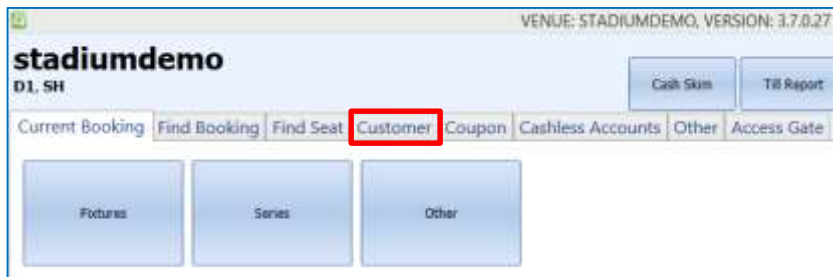 VENUE: STADIUMDEMO, VERSION: 3.7.0.27
stadiumdemo
D1, SH
Cash Skim Till Report
Current Booking Find Booking Find Seat Customer Coupon Cashless Accounts Other Access Gate
Fixtures Series Other